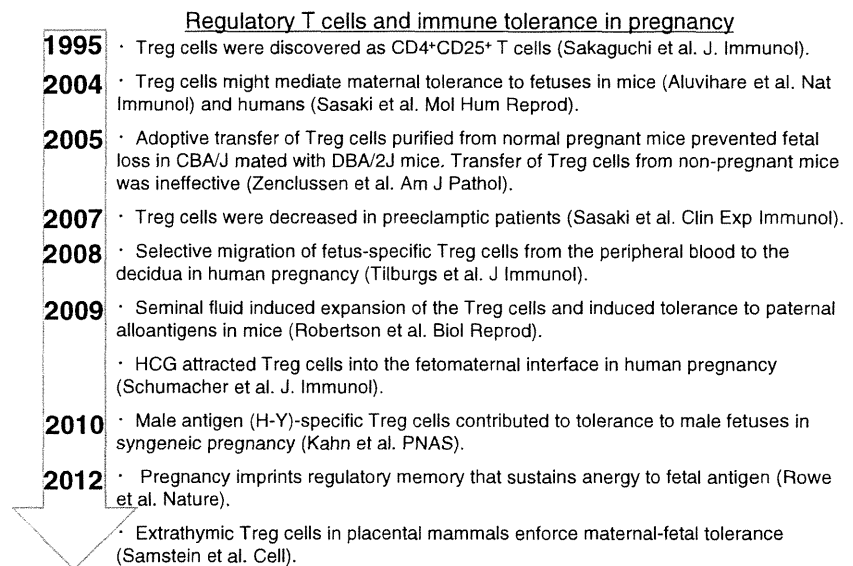 Regulatory T cells and immune tolerance in pregnancy
1995 · Treg cells were discovered as CD4⁺CD25⁺ T cells (Sakaguchi et al. J. Immunol).
2004 · Treg cells might mediate maternal tolerance to fetuses in mice (Aluvihare et al. Nat
Immunol) and humans (Sasaki et al. Mol Hum Reprod).
2005 · Adoptive transfer of Treg cells purified from normal pregnant mice prevented fetal
loss in CBA/J mated with DBA/2J mice. Transfer of Treg cells from non-pregnant mice
was ineffective (Zenclussen et al. Am J Pathol).
2007 · Treg cells were decreased in preeclamptic patients (Sasaki et al. Clin Exp Immunol).
2008 · Selective migration of fetus-specific Treg cells from the peripheral blood to the
decidua in human pregnancy (Tilburgs et al. J Immunol).
2009 · Seminal fluid induced expansion of the Treg cells and induced tolerance to paternal
alloantigens in mice (Robertson et al. Biol Reprod).
· HCG attracted Treg cells into the fetomaternal interface in human pregnancy
(Schumacher et al. J. Immunol).
2010 · Male antigen (H-Y)-specific Treg cells contributed to tolerance to male fetuses in
syngeneic pregnancy (Kahn et al. PNAS).
2012 · Pregnancy imprints regulatory memory that sustains anergy to fetal antigen (Rowe
et al. Nature).
· Extrathymic Treg cells in placental mammals enforce maternal-fetal tolerance
(Samstein et al. Cell).